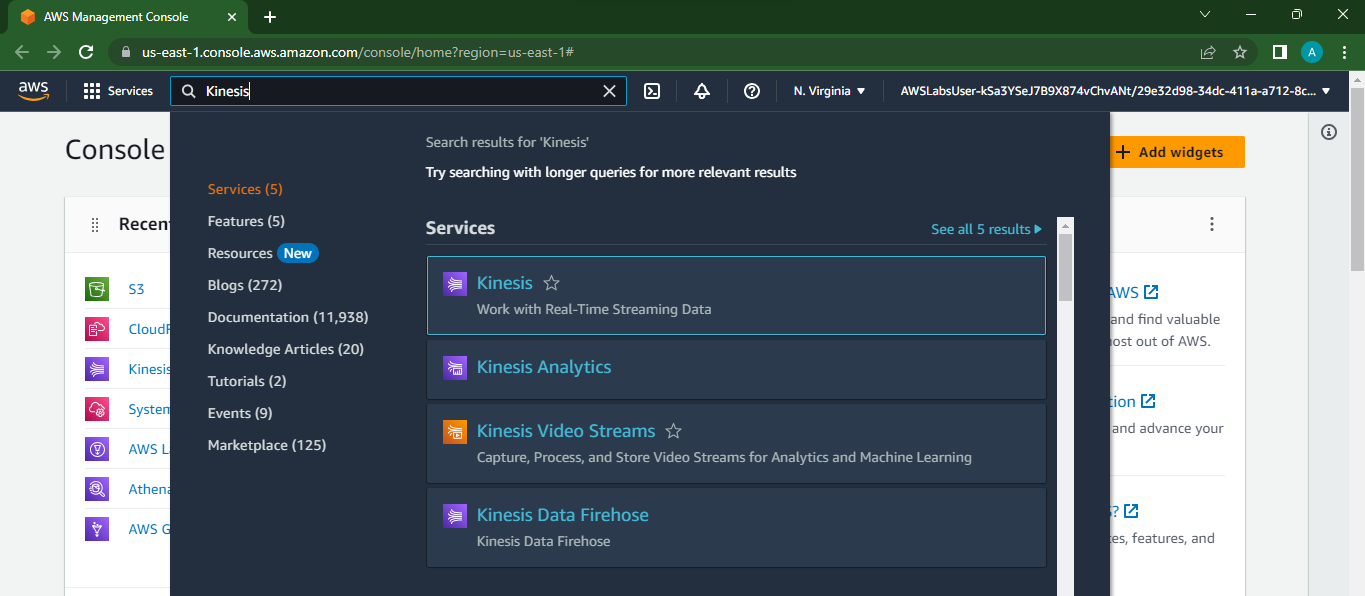 AWS Management Console
us-east-1.console.aws.amazon.com/console/home?region=us-east-1#
A
aws
Services
Kinesis
N. Virginia
AWSLabsUser-kSa3YSeJ7B9X874vChvANt/29e32d98-34dc-411a-a712-8c...
Console
Add widgets
Search results for 'Kinesis'
Try searching with longer queries for more relevant results
Services (5)
Features (5)
Resources New
Blogs (272)
Documentation (11,938)
Knowledge Articles (20)
Tutorials (2)
Events (9)
Marketplace (125)
Services
See all 5 results
Kinesis
Work with Real-Time Streaming Data
Kinesis Analytics
Kinesis Video Streams
Capture, Process, and Store Video Streams for Analytics and Machine Learning
Kinesis Data Firehose
Kinesis Data Firehose
Recen
S3
CloudF
Kinesis
System
AWS L
Athena
AWS G
AWS
and find valuable
ost out of AWS.
tion
and advance your
?
es, features, and